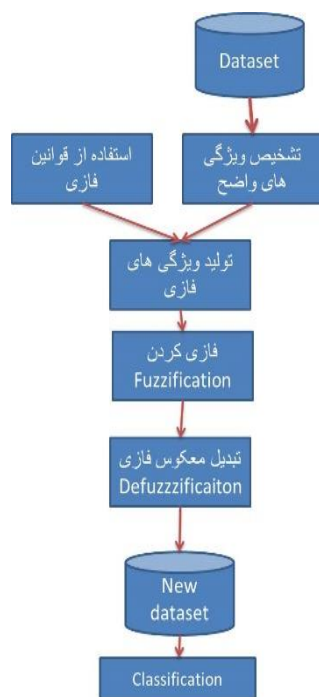 Dataset
تشخیص ویژگی
های واضح
استفاده از قوانین
فازی
تولید ویژگی های
فازی
فازی کردن
Fuzzification
تبدیل معکوس فازی
Defuzzzificaiton
New
dataset
Classification